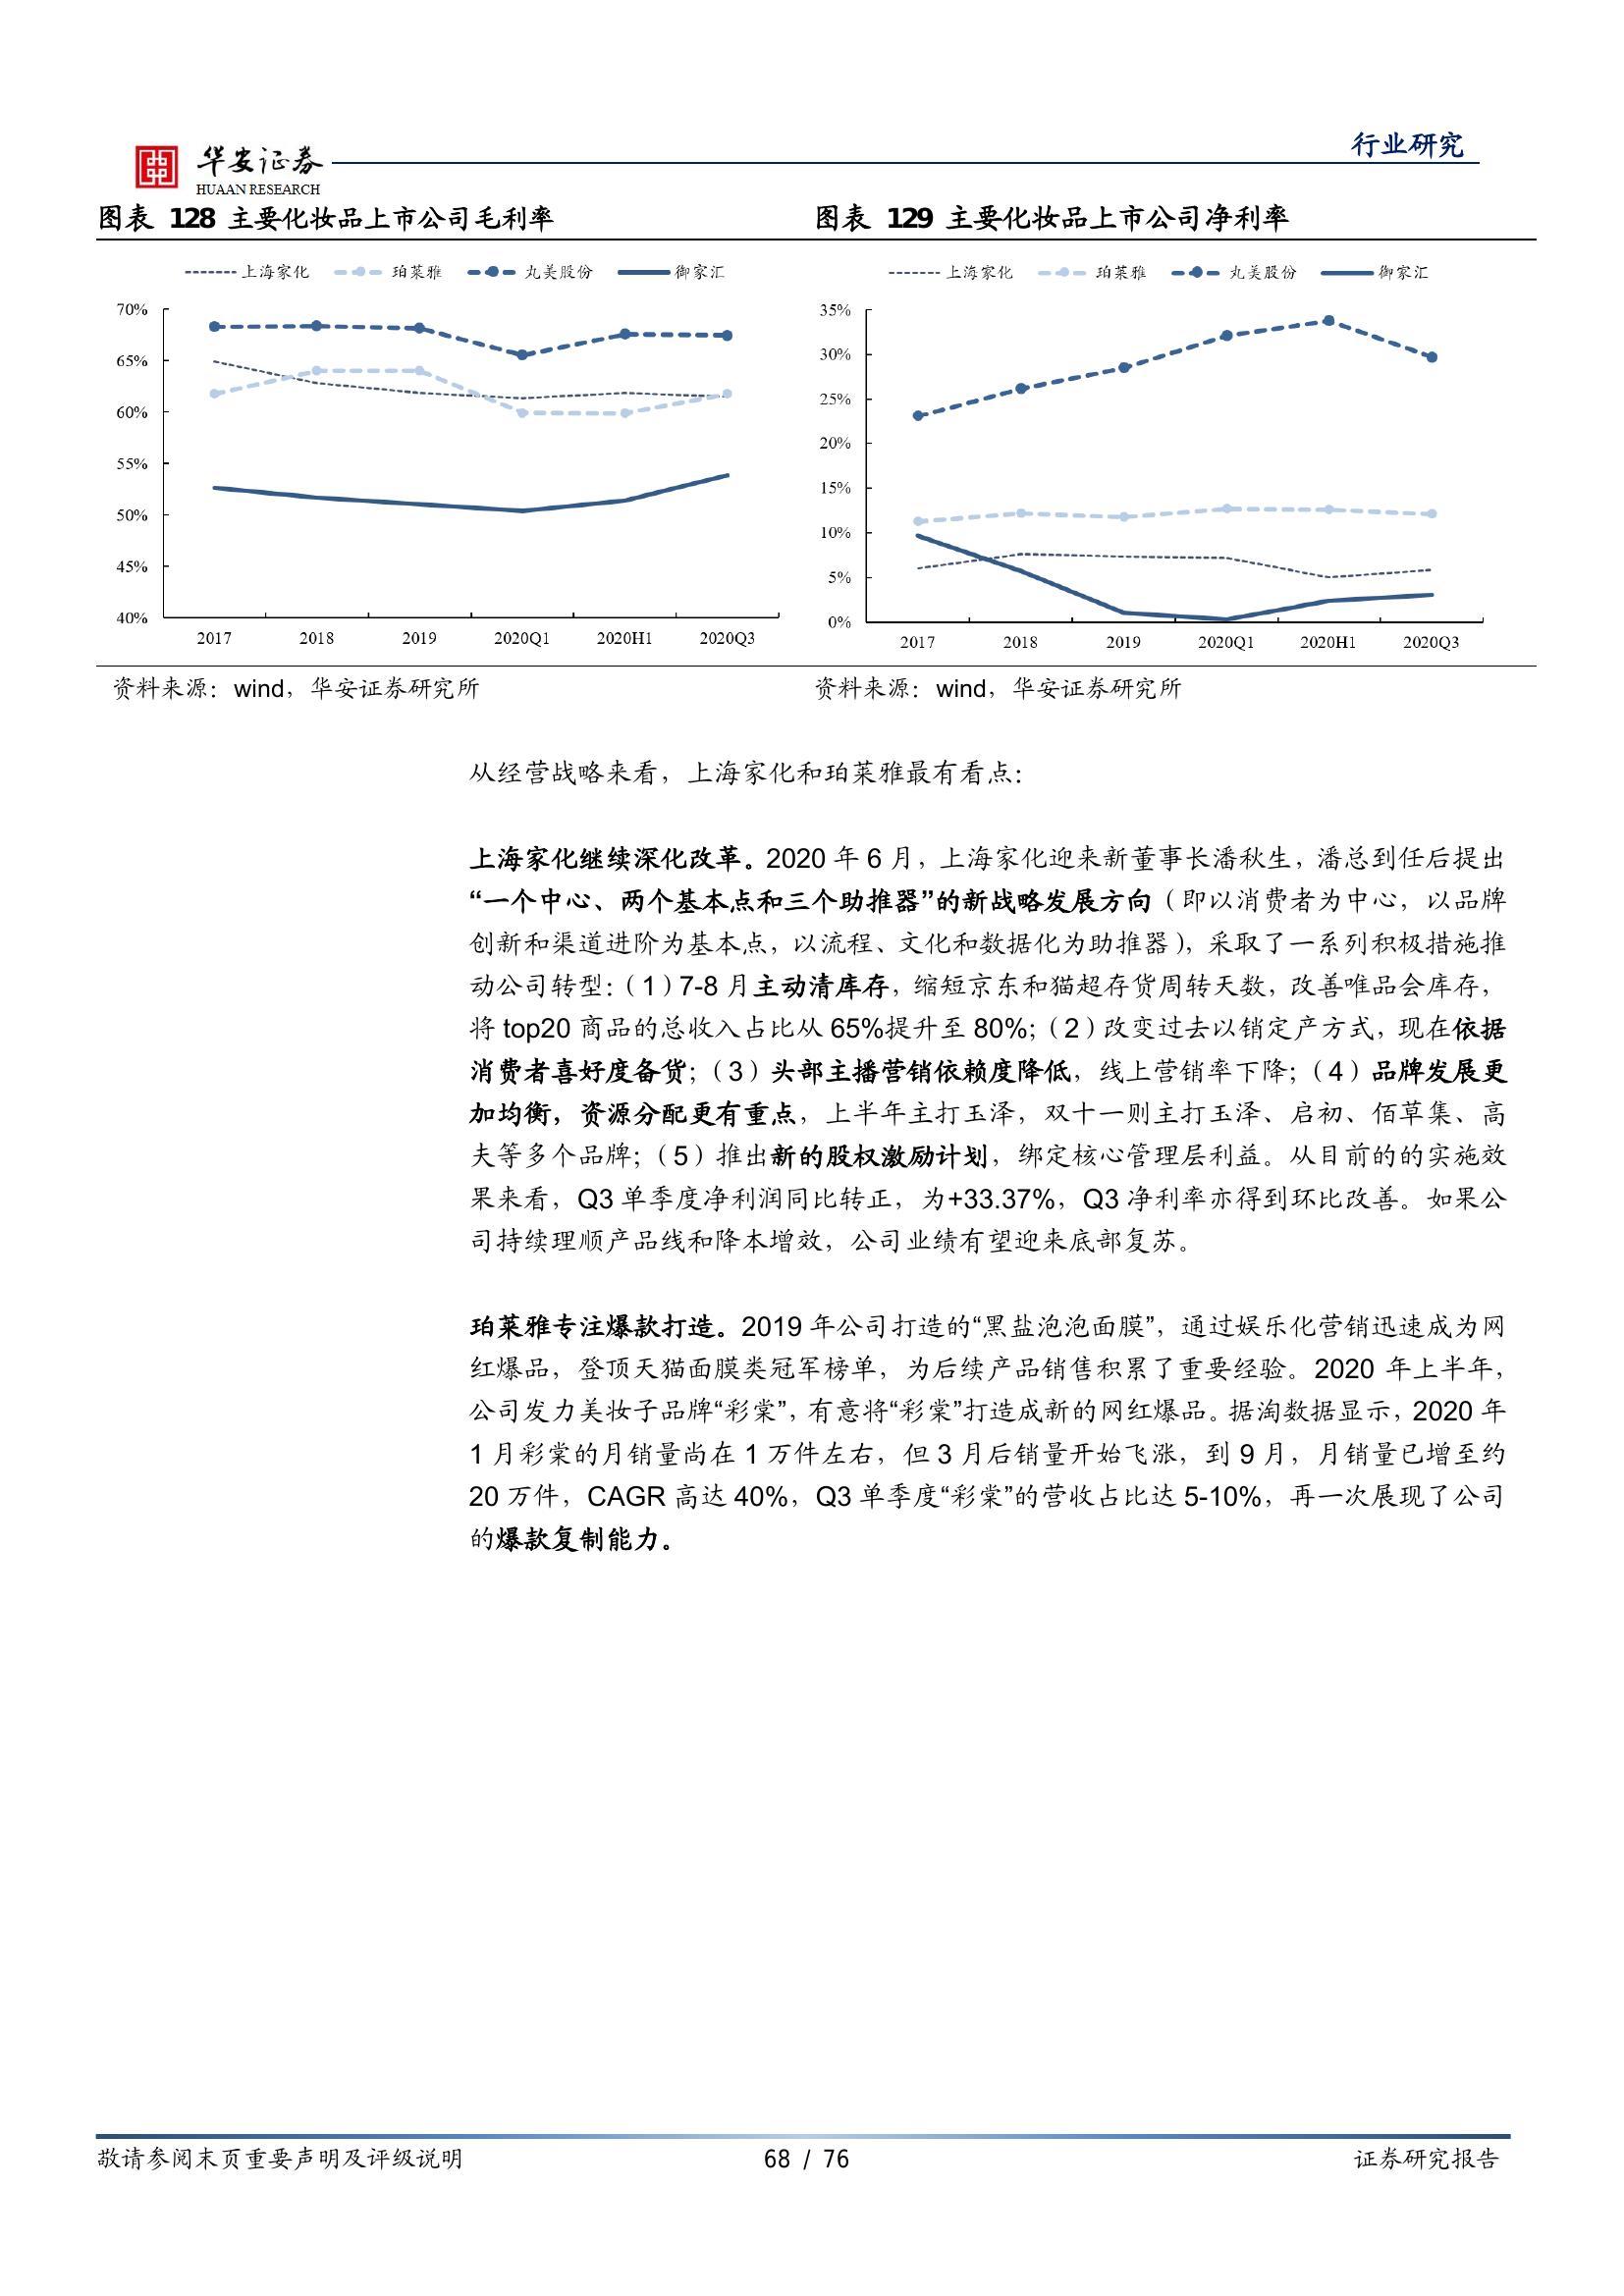 行业研究
华安证券
HUAAN RESEARCH
图表 128 主要化妆品上市公司毛利率
上海家化 珀莱雅 丸美股份 御家汇
70%
65%
60%
55%
50%
45%
40%
2017 2018 2019 2020Q1 2020H1 2020Q3
资料来源：wind，华安证券研究所
图表 129 主要化妆品上市公司净利率
上海家化 珀莱雅 丸美股份 御家汇
35%
30%
25%
20%
15%
10%
5%
0%
2017 2018 2019 2020Q1 2020H1 2020Q3
资料来源：wind，华安证券研究所
从经营战略来看，上海家化和珀莱雅最有看点：
上海家化继续深化改革。2020 年 6 月，上海家化迎来新董事长潘秋生，潘总到任后提出
“一个中心、两个基本点和三个助推器”的新战略发展方向（即以消费者为中心，以品牌
创新和渠道进阶为基本点，以流程、文化和数据化为助推器），采取了一系列积极措施推
动公司转型：（1）7-8 月主动清库存，缩短京东和猫超存货周转天数，改善唯品会库存，
将 top20 商品的总收入占比从 65%提升至 80%；（2）改变过去以销定产方式，现在依据
消费者喜好度备货；（3）头部主播营销依赖度降低，线上营销率下降；（4）品牌发展更
加均衡，资源分配更有重点，上半年主打玉泽，双十一则主打玉泽、启初、佰草集、高
夫等多个品牌；（5）推出新的股权激励计划，绑定核心管理层利益。从目前的的实施效
果来看，Q3 单季度净利润同比转正，为+33.37%，Q3 净利率亦得到环比改善。如果公
司持续理顺产品线和降本增效，公司业绩有望迎来底部复苏。
珀莱雅专注爆款打造。2019 年公司打造的“黑盐泡泡面膜”，通过娱乐化营销迅速成为网
红爆品，登顶天猫面膜类冠军榜单，为后续产品销售积累了重要经验。2020 年上半年，
公司发力美妆子品牌“彩棠”，有意将“彩棠”打造成新的网红爆品。据淘数据显示，2020 年
1 月彩棠的月销量尚在 1 万件左右，但 3 月后销量开始飞涨，到 9 月，月销量已增至约
20 万件，CAGR 高达 40%，Q3 单季度“彩棠”的营收占比达 5-10%，再一次展现了公司
的爆款复制能力。
敬请参阅末页重要声明及评级说明 68 / 76 证券研究报告